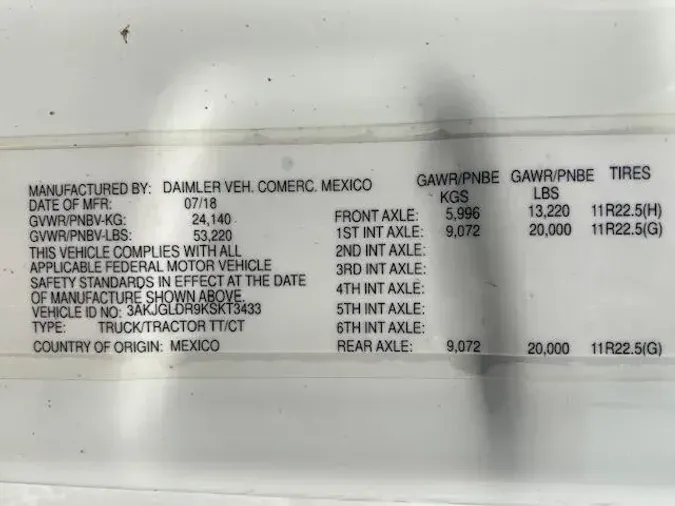 MANUFACTURED BY: DAIMLER VEH. COMERC. MEXICO
DATE OF MFR: 07/18
GVWR/PNBV-KG: 24,140
GVWR/PNBV-LBS: 53,220
THIS VEHICLE COMPLIES WITH ALL
APPLICABLE FEDERAL MOTOR VEHICLE
SAFETY STANDARDS IN EFFECT AT THE DATE
OF MANUFACTURE SHOWN ABOVE.
VEHICLE ID NO: 3AKJGLDR9KSKT3433
TYPE: TRUCK/TRACTOR TT/CT
COUNTRY OF ORIGIN: MEXICO
GAWR/PNBE KGS GAWR/PNBE LBS TIRES
FRONT AXLE: 5,996 13,220 11R22.5(H)
1ST INT AXLE: 9,072 20,000 11R22.5(G)
2ND INT AXLE:
3RD INT AXLE:
4TH INT AXLE:
5TH INT AXLE:
6TH INT AXLE:
REAR AXLE: 9,072 20,000 11R22.5(G)